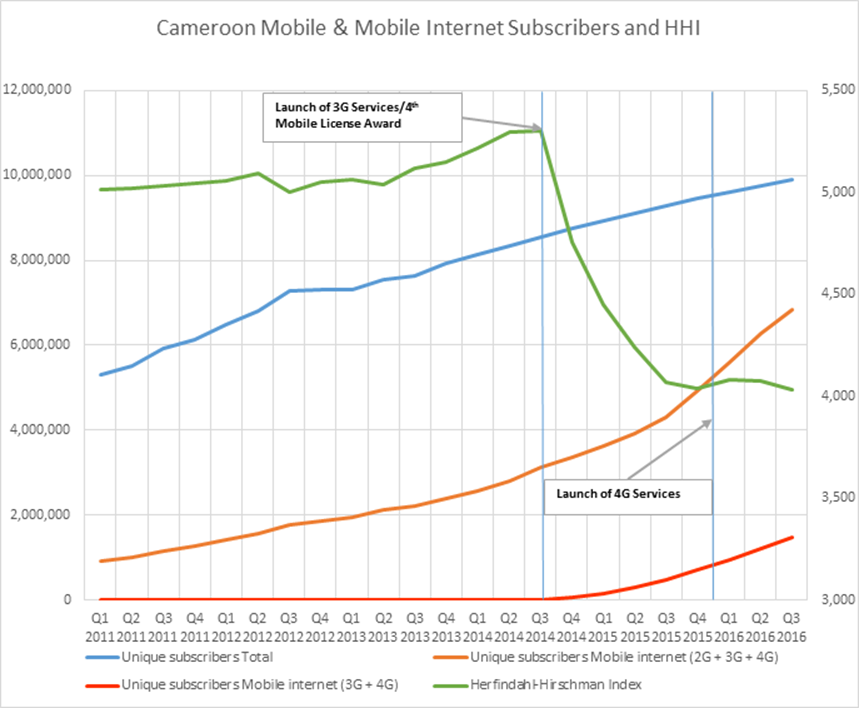 Cameroon Mobile & Mobile Internet Subscribers and HHI
12,000,000
10,000,000
8,000,000
6,000,000
4,000,000
2,000,000
0
5,500
5,000
4,500
4,000
3,500
3,000
Launch of 3G Services/4th
Mobile License Award
Launch of 4G Services
Q1 Q2 Q3 Q4 Q1 Q2 Q3 Q4 Q1 Q2 Q3 Q4 Q1 Q2 Q3 Q4 Q1 Q2 Q3 Q4 Q1 Q2 Q3
2011 2011 2011 2011 2012 2012 2012 2012 2013 2013 2013 2013 2014 2014 2014 2014 2015 2015 2015 2015 2016 2016 2016
Unique subscribers Total
Unique subscribers Mobile internet (2G + 3G + 4G)
Unique subscribers Mobile internet (3G + 4G)
Herfindahl-Hirschman Index